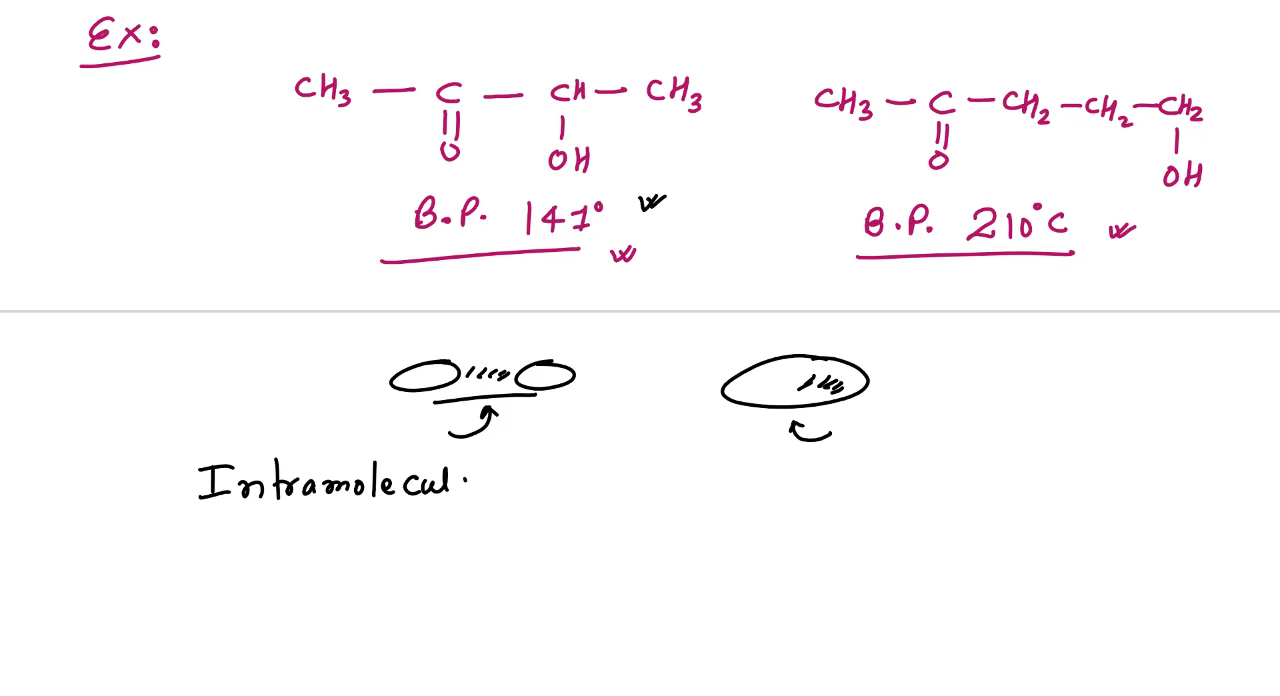 Ex:
CH₃ — C — CH — CH₃
|| |
O OH
B.P. 141°
CH₃ — C — CH₂ — CH₂ — CH₂
|| |
O OH
B.P. 210°C
Intramolecul.